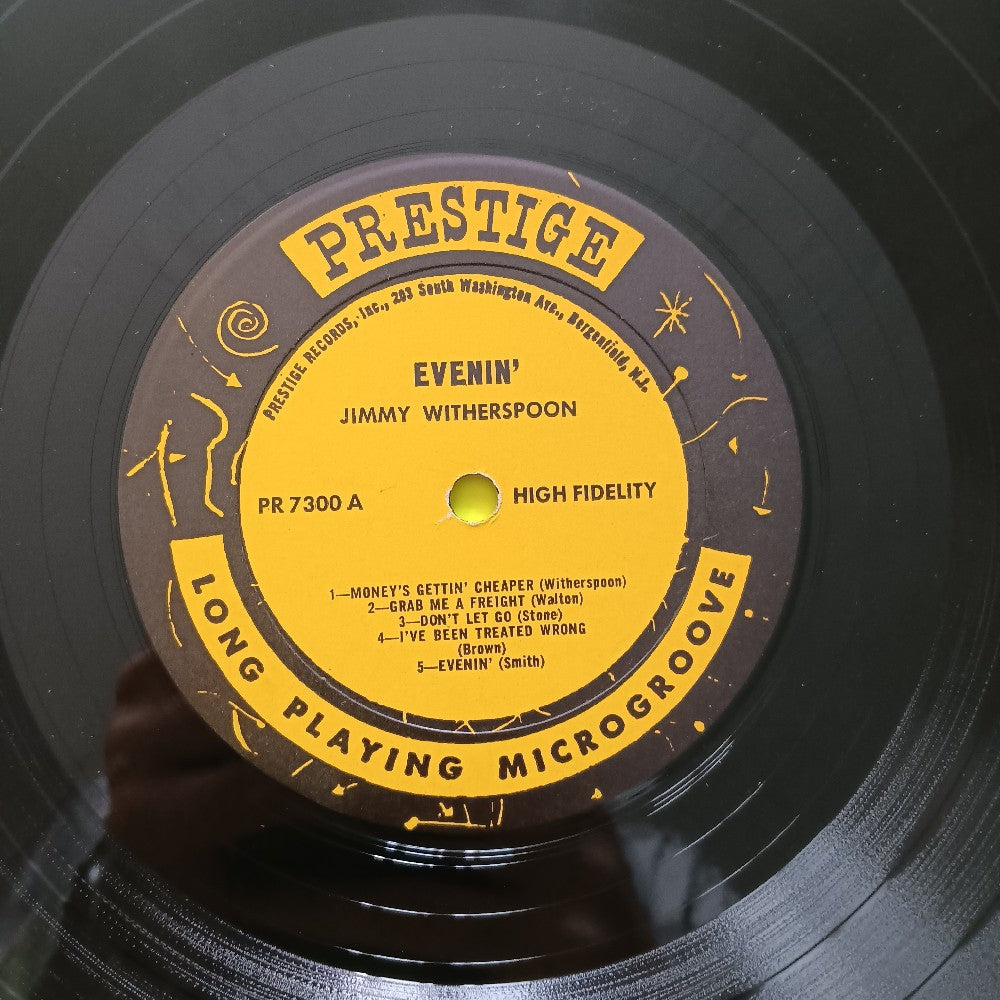 PRESTIGE
PRESTIGE RECORDS, Inc., 203 South Washington Ave., Bergenfield, N.J.
EVENIN'
JIMMY WITHERSPOON
PR 7300 A
HIGH FIDELITY
1—MONEY'S GETTIN' CHEAPER (Witherspoon)
2—GRAB ME A FREIGHT (Walton)
3—DON'T LET GO (Stone)
4—I'VE BEEN TREATED WRONG
(Brown)
5—EVENIN' (Smith)
LONG PLAYING MICROGROOVE